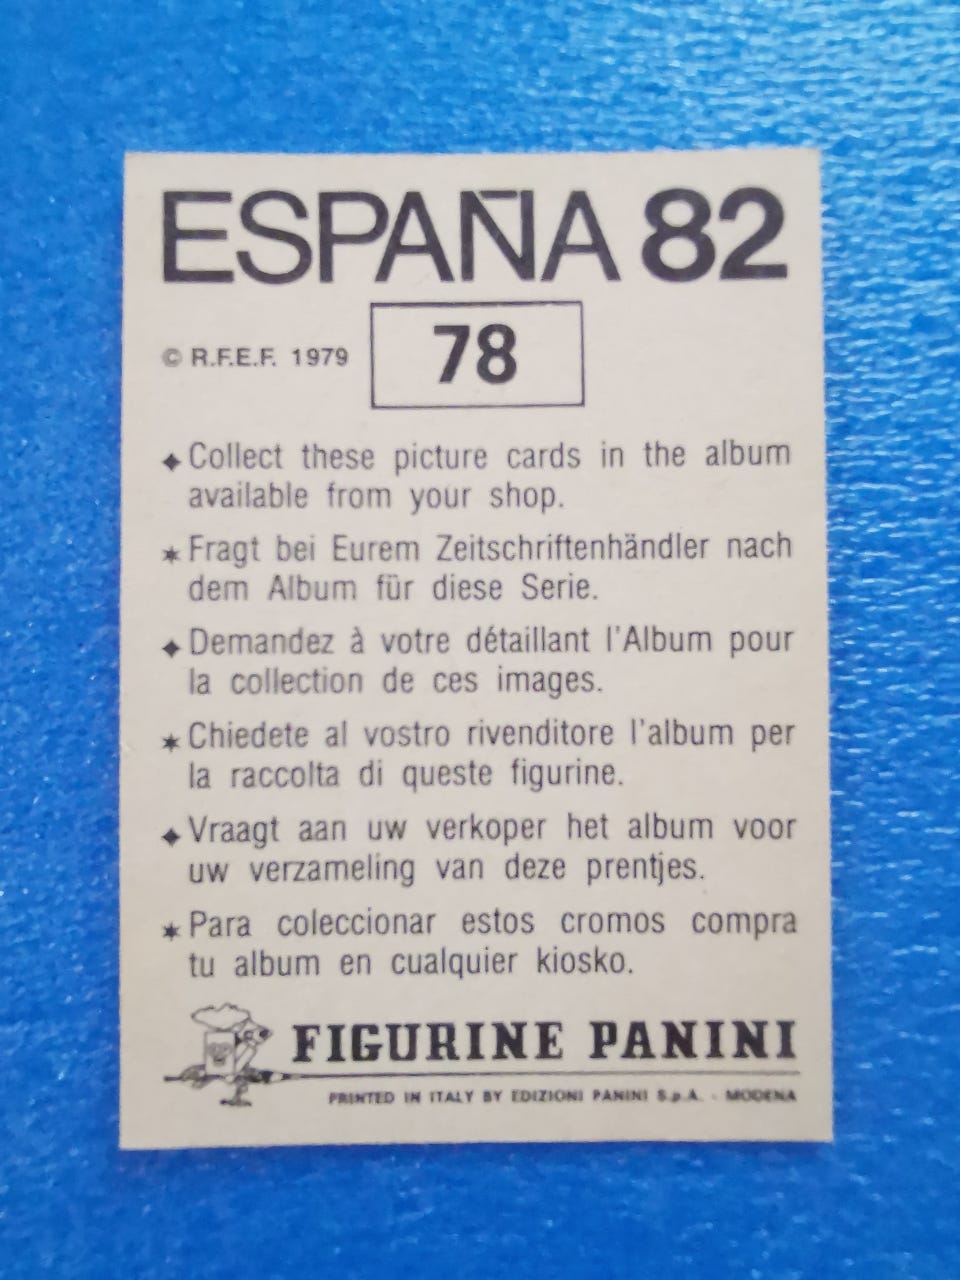 ESPAÑA 82
© R.F.E.F. 1979
78
✦ Collect these picture cards in the album
available from your shop.
✶ Fragt bei Eurem Zeitschriftenhändler nach
dem Album für diese Serie.
✦ Demandez à votre détaillant l'Album pour
la collection de ces images.
✶ Chiedete al vostro rivenditore l'album per
la raccolta di queste figurine.
✦ Vraagt aan uw verkoper het album voor
uw verzameling van deze prentjes.
✶ Para coleccionar estos cromos compra
tu album en cualquier kiosko.
FIGURINE PANINI
PRINTED IN ITALY BY EDIZIONI PANINI S.p.A. - MODENA